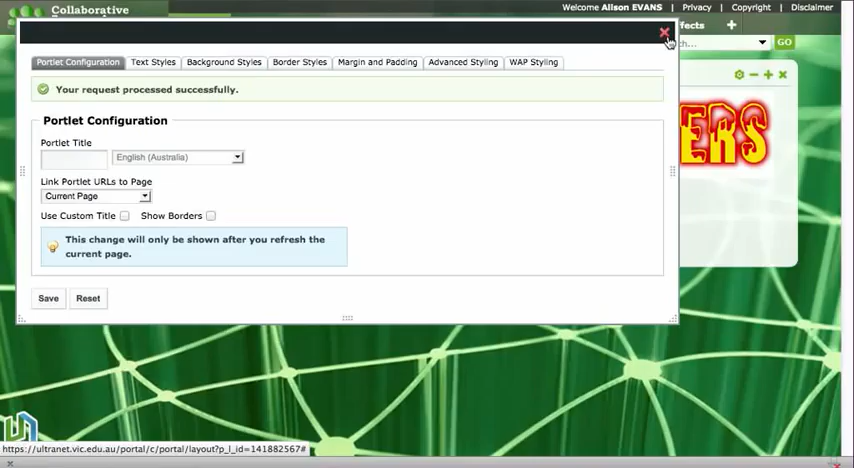 Collaborative
Welcome Alison EVANS | Privacy | Copyright | Disclaimer
ffects +
GO
Portlet Configuration Text Styles Background Styles Border Styles Margin and Padding Advanced Styling WAP Styling
Your request processed successfully.
Portlet Configuration
Portlet Title
English (Australia)
Link Portlet URLs to Page
Current Page
Use Custom Title Show Borders
This change will only be shown after you refresh the
current page.
Save Reset
ERS
https://ultranet.vic.edu.au/portal/c/portal/layout?p_l_id=141882567#